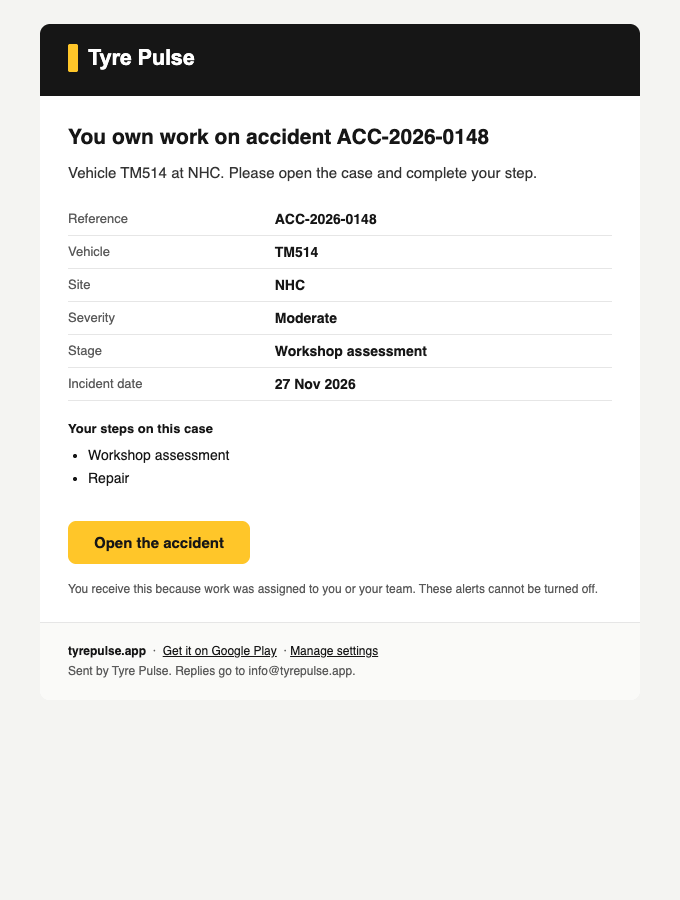 Tyre Pulse
You own work on accident ACC-2026-0148
Vehicle TM514 at NHC. Please open the case and complete your step.
Reference ACC-2026-0148
Vehicle TM514
Site NHC
Severity Moderate
Stage Workshop assessment
Incident date 27 Nov 2026
Your steps on this case
• Workshop assessment
• Repair
Open the accident
You receive this because work was assigned to you or your team. These alerts cannot be turned off.
tyrepulse.app · Get it on Google Play · Manage settings
Sent by Tyre Pulse. Replies go to info@tyrepulse.app.